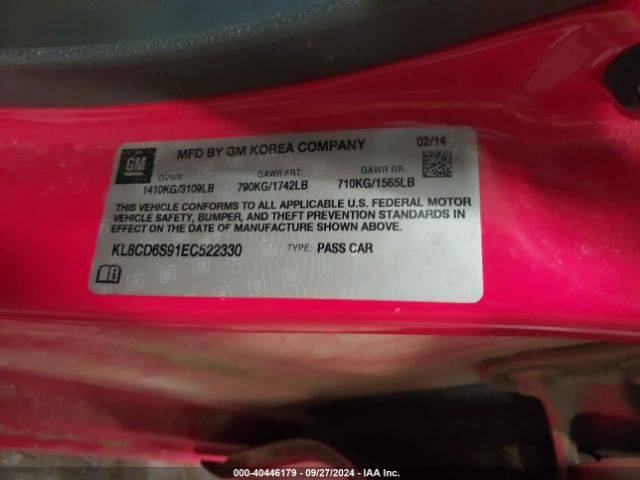 GM
MFD BY GM KOREA COMPANY 02/14
GVWR GAWR FRT. GAWR RR.
1410KG/3109LB 790KG/1742LB 710KG/1565LB
THIS VEHICLE CONFORMS TO ALL APPLICABLE U.S. FEDERAL MOTOR
VEHICLE SAFETY, BUMPER, AND THEFT PREVENTION STANDARDS IN
EFFECT ON THE DATE OF MANUFACTURE SHOWN ABOVE.
KL8CD6S91EC522330 TYPE: PASS CAR
000-40446179 • 09/27/2024 • IAA Inc.